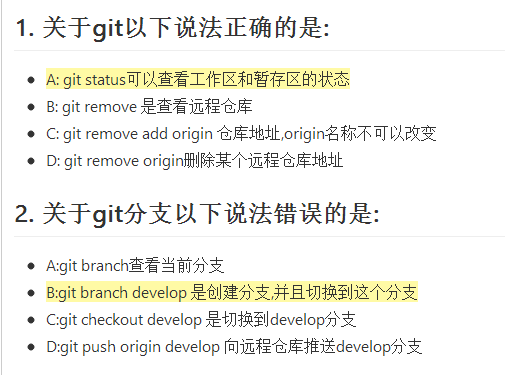 1. 关于git以下说法正确的是:
A: git status可以查看工作区和暂存区的状态
B: git remove 是查看远程仓库
C: git remove add origin 仓库地址,origin名称不可以改变
D: git remove origin删除某个远程仓库地址
2. 关于git分支以下说法错误的是:
A:git branch查看当前分支
B:git branch develop 是创建分支,并且切换到这个分支
C:git checkout develop 是切换到develop分支
D:git push origin develop 向远程仓库推送develop分支